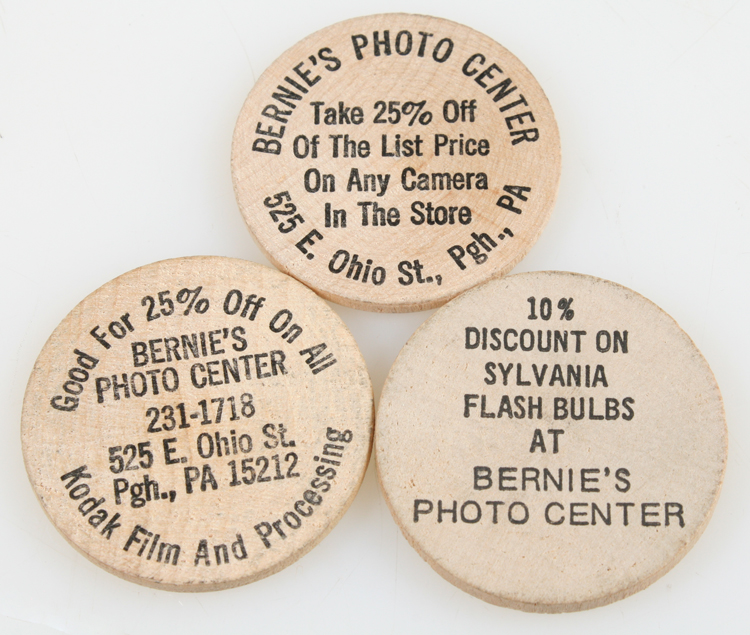 BERNIE'S PHOTO CENTER
Take 25% Off
Of The List Price
On Any Camera
In The Store
525 E. Ohio St., Pgh., PA
Good For 25% Off On All
BERNIE'S
PHOTO CENTER
231-1718
525 E. Ohio St.
Pgh., PA 15212
Kodak Film And Processing
10%
DISCOUNT ON
SYLVANIA
FLASH BULBS
AT
BERNIE'S
PHOTO CENTER